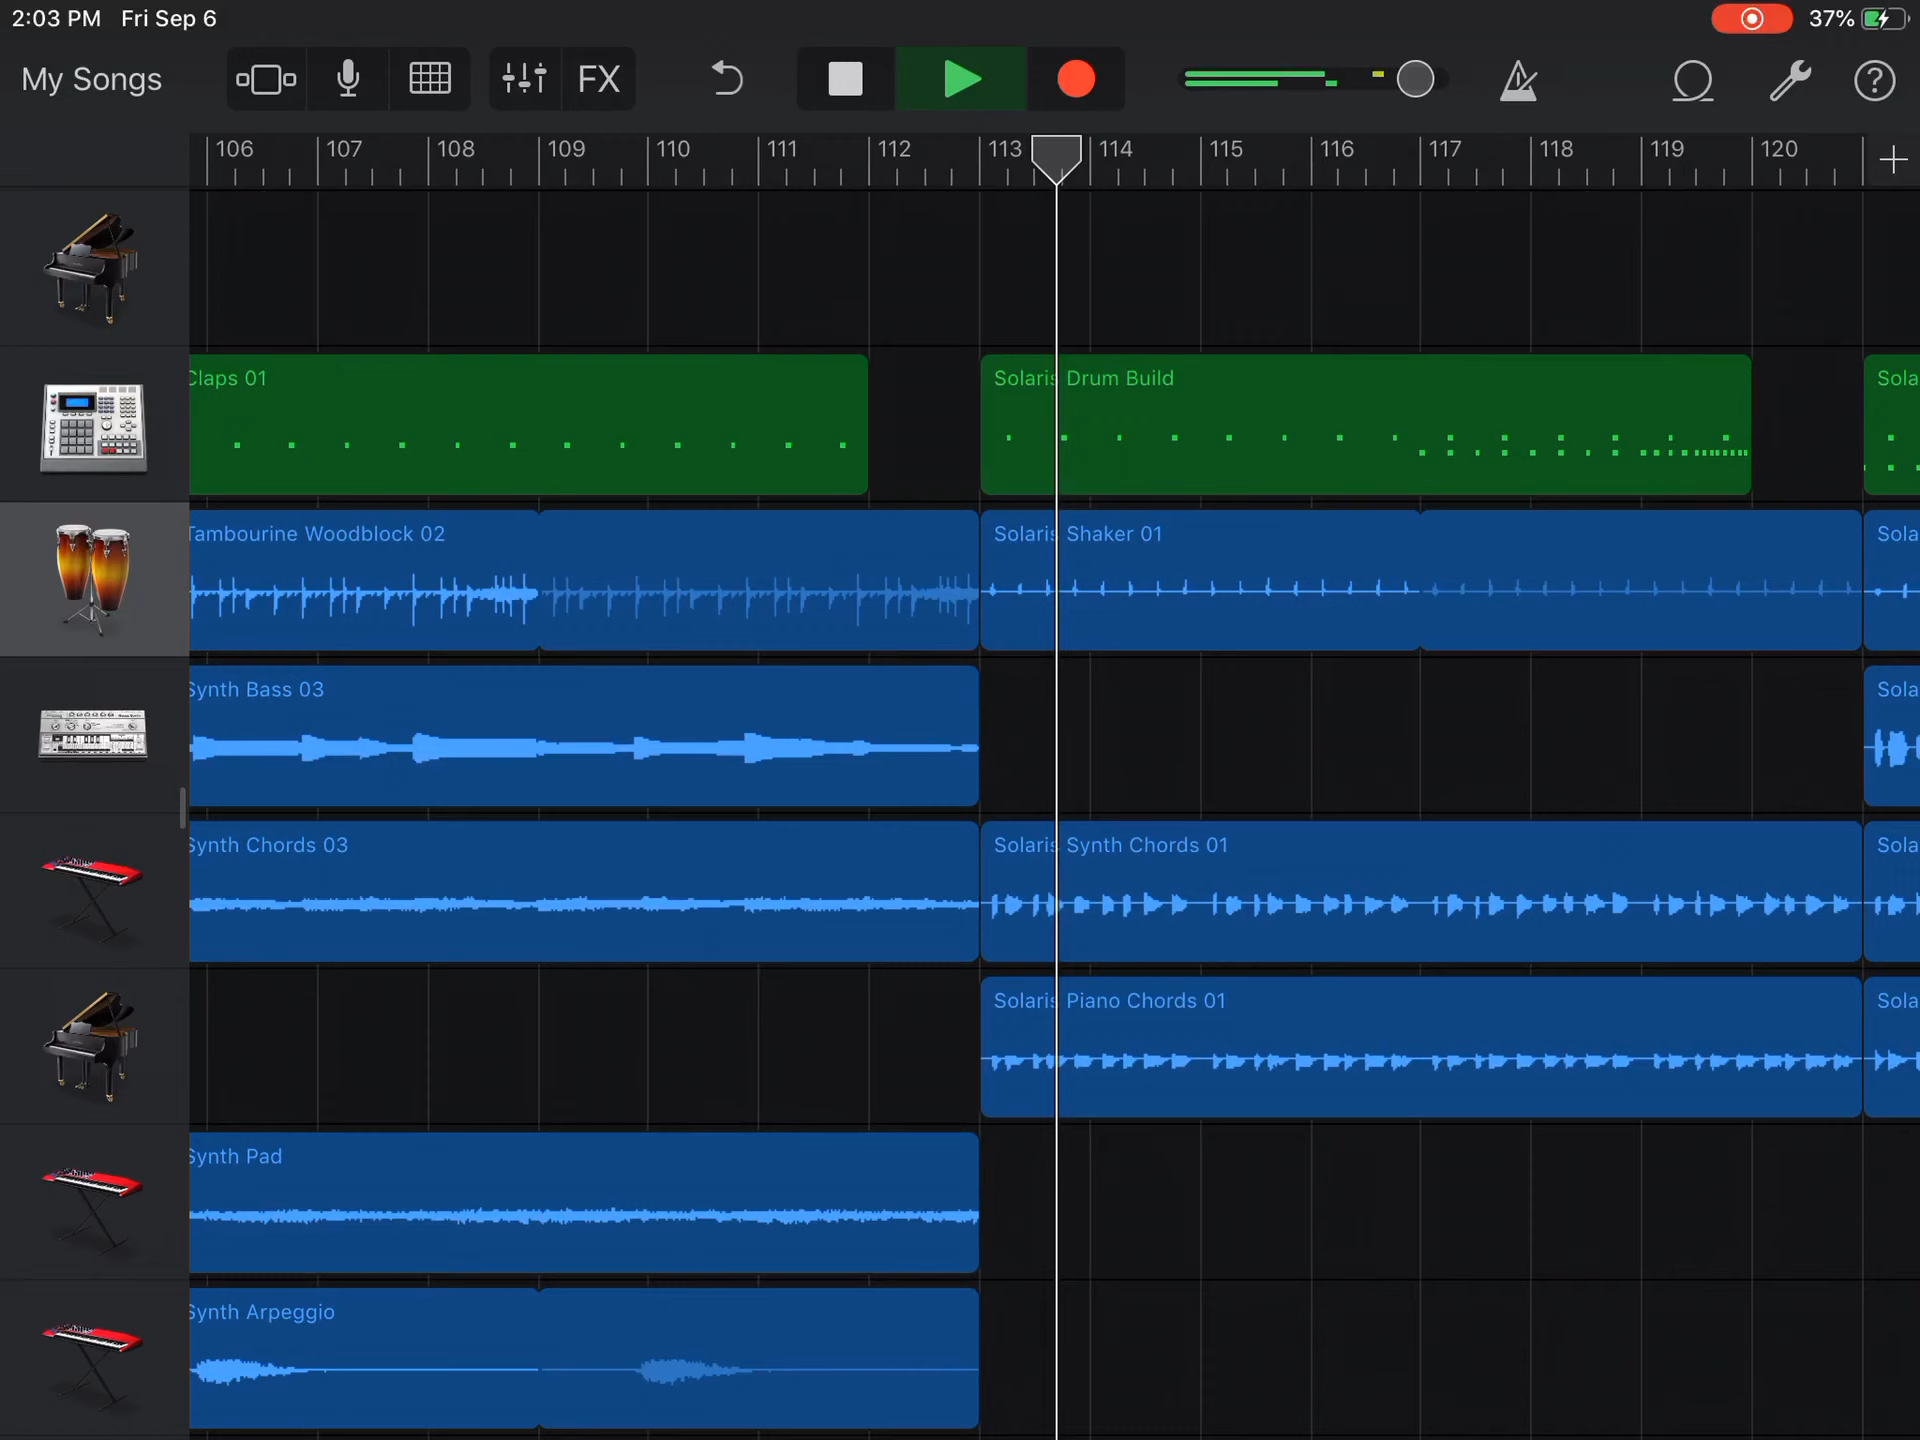 2:03 PM Fri Sep 6
37%
My Songs
FX
106 107 108 109 110 111 112 113 114 115 116 117 118 119 120
Claps 01
Solaris Drum Build
Sola
Tambourine Woodblock 02
Solaris Shaker 01
Sola
Synth Bass 03
Sola
Synth Chords 03
Solaris Synth Chords 01
Sola
Solaris Piano Chords 01
Sola
Synth Pad
Synth Arpeggio